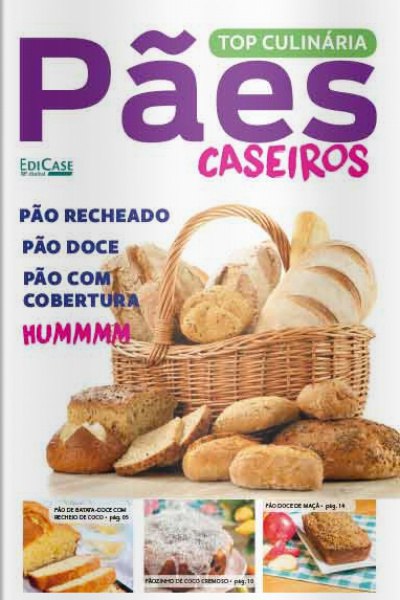 TOP CULINÁRIA
Pães
CASEIROS
EDICASE
digital
PÃO RECHEADO
PÃO DOCE
PÃO COM
COBERTURA
HUMMMM
PÃO DE BATATA-DOCE COM
RECHEIO DE COCO • pág. 05
PÃOZINHO DE COCO CREMOSO • pág. 10
PÃO DOCE DE MAÇÃ • pág. 14